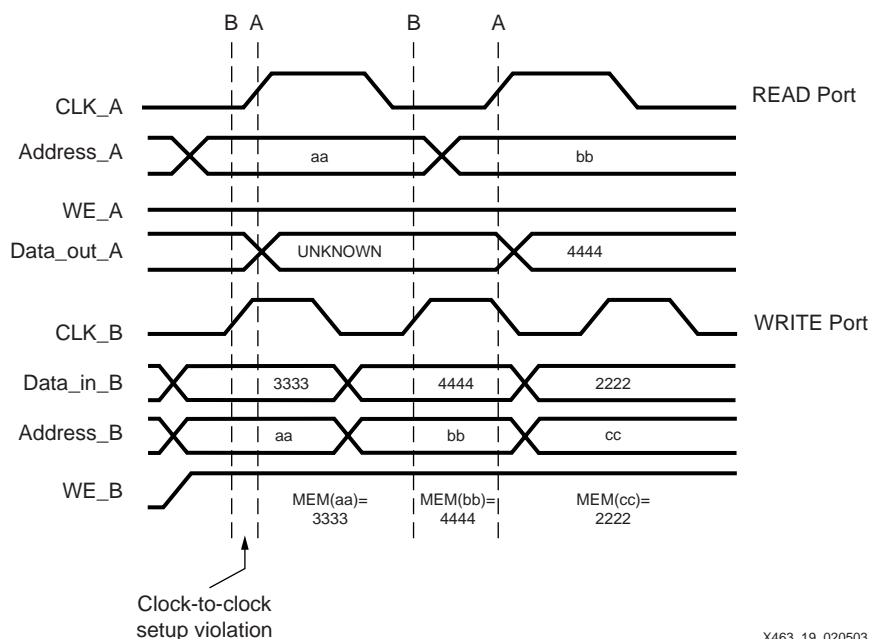 B A B A
CLK_A
READ Port
Address_A
aa
bb
WE_A
Data_out_A
UNKNOWN
4444
CLK_B
WRITE Port
Data_in_B
3333
4444
2222
Address_B
aa
bb
cc
WE_B
MEM(aa)=
3333
MEM(bb)=
4444
MEM(cc)=
2222
Clock-to-clock
setup violation
X463_19_020503